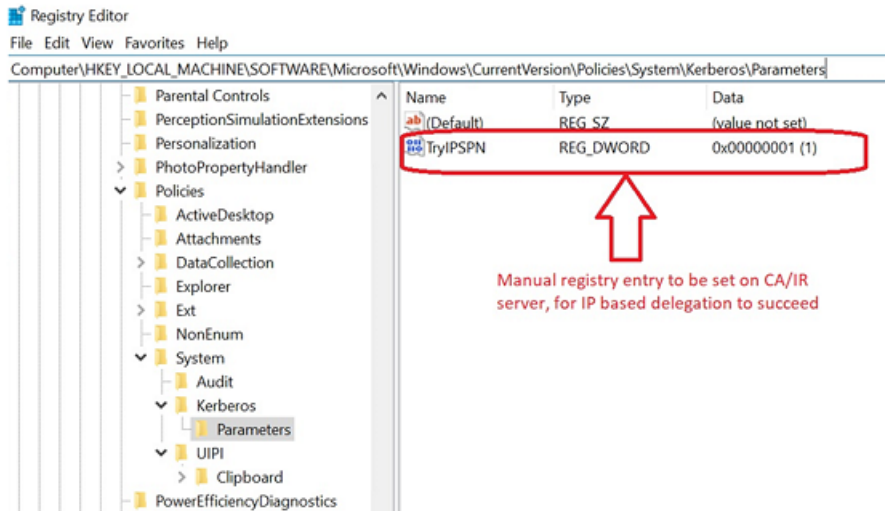 Registry Editor
File Edit View Favorites Help
Computer\HKEY_LOCAL_MACHINE\SOFTWARE\Microsoft\Windows\CurrentVersion\Policies\System\Kerberos\Parameters
Parental Controls
PerceptionSimulationExtensions
Personalization
PhotoPropertyHandler
Policies
ActiveDesktop
Attachments
DataCollection
Explorer
Ext
NonEnum
System
Audit
Kerberos
Parameters
UIPI
Clipboard
PowerEfficiencyDiagnostics
Name Type Data
(Default) REG_SZ (value not set)
TryIPSPN REG_DWORD 0x00000001 (1)
Manual registry entry to be set on CA/IR
server, for IP based delegation to succeed